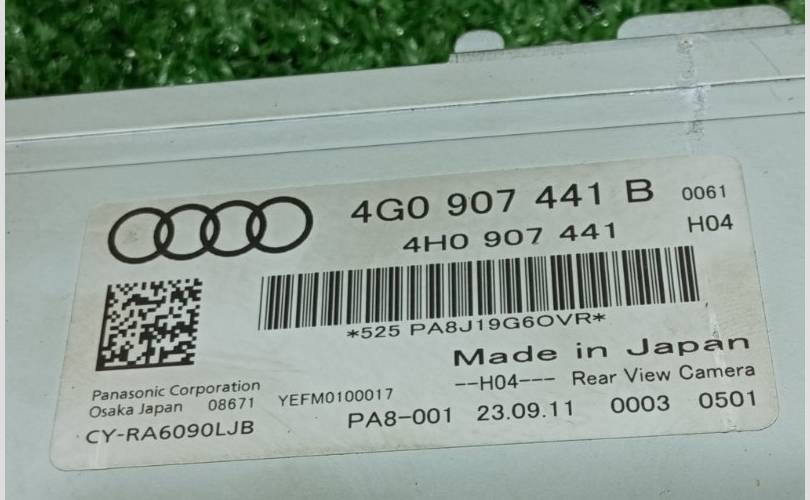 4G0 907 441 B 0061
4H0 907 441 H04
*525 PA8J19G6OVR*
Made in Japan
--H04--- Rear View Camera
Panasonic Corporation
Osaka Japan 08671 YEFM0100017
CY-RA6090LJB
PA8-001 23.09.11 0003 0501